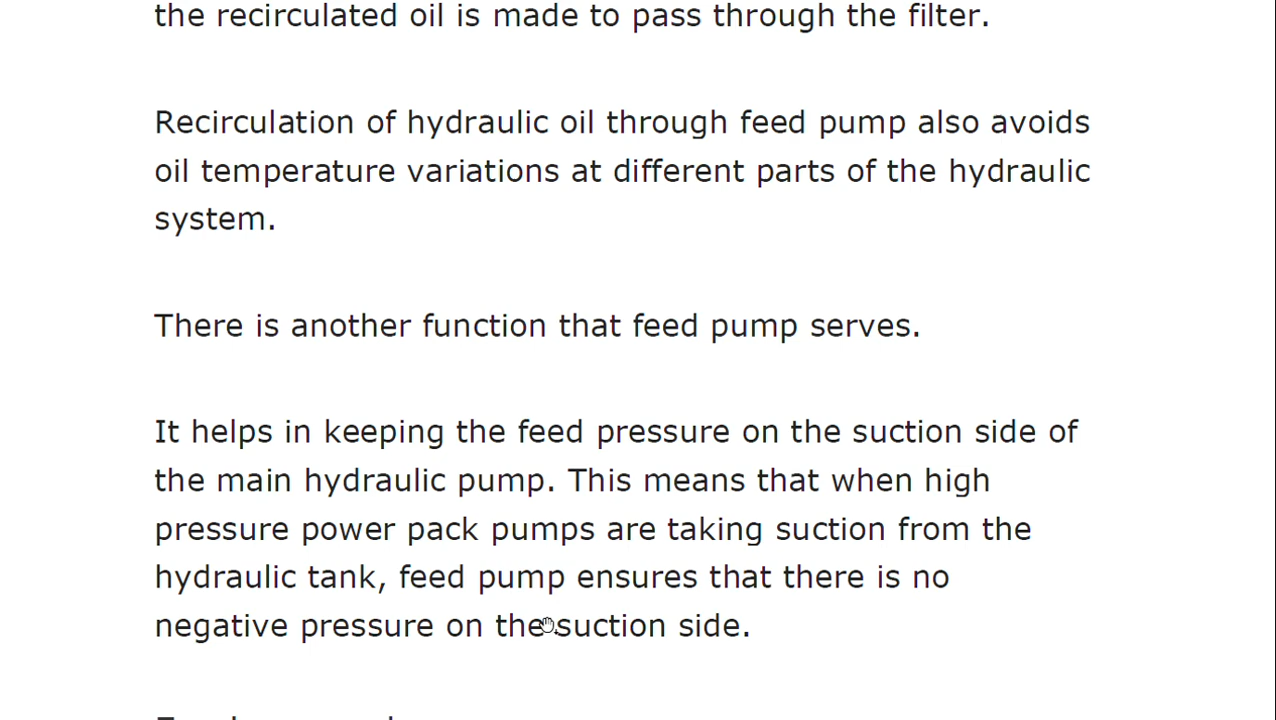 the recirculated oil is made to pass through the filter.
Recirculation of hydraulic oil through feed pump also avoids
oil temperature variations at different parts of the hydraulic
system.
There is another function that feed pump serves.
It helps in keeping the feed pressure on the suction side of
the main hydraulic pump. This means that when high
pressure power pack pumps are taking suction from the
hydraulic tank, feed pump ensures that there is no
negative pressure on the suction side.